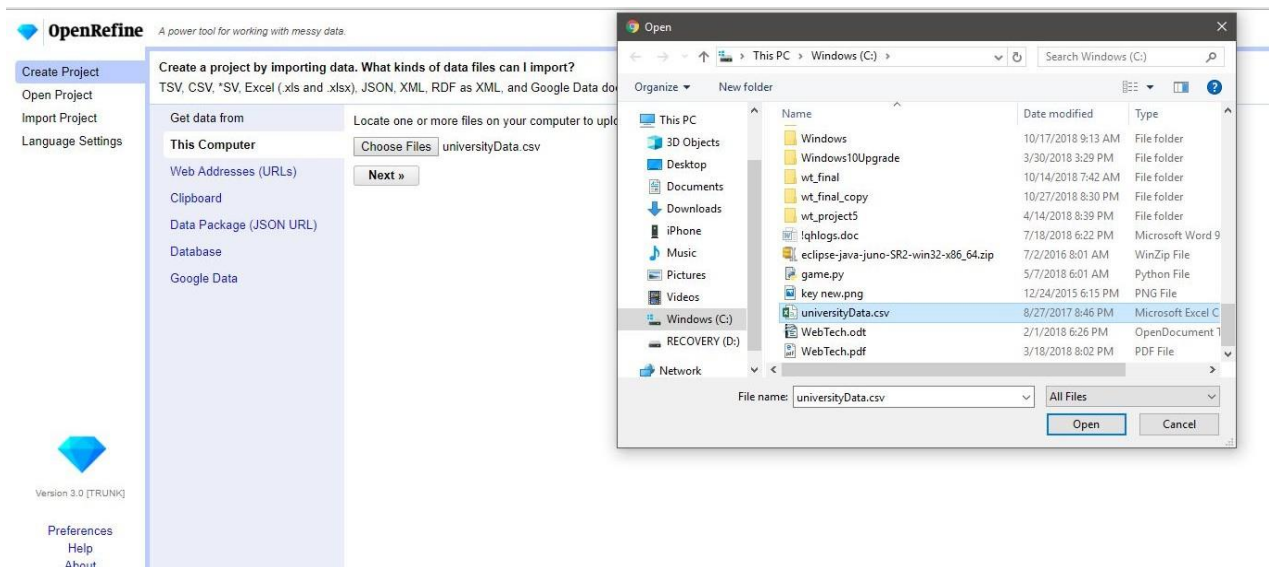 OpenRefine A power tool for working with messy data.
Create Project
Open Project
Import Project
Language Settings
Version 3.0 [TRUNK]
Preferences
Help
About
Create a project by importing data. What kinds of data files can I import?
TSV, CSV, *SV, Excel (.xls and .xlsx), JSON, XML, RDF as XML, and Google Data
Get data from
This Computer
Web Addresses (URLs)
Clipboard
Data Package (JSON URL)
Database
Google Data
Locate one or more files on your computer to
Choose Files universityData.csv
Next »
Open
This PC > Windows (C:) >
Search Windows (C:)
Organize
New folder
This PC
3D Objects
Desktop
Documents
Downloads
iPhone
Music
Pictures
Videos
Windows (C:)
RECOVERY (D:)
Network
Name Date modified Type
Windows 10/17/2018 9:13 AM File folder
Windows10Upgrade 3/30/2018 3:29 PM File folder
wt_final 10/14/2018 7:42 AM File folder
wt_final_copy 10/27/2018 8:30 PM File folder
wt_project5 4/14/2018 8:39 PM File folder
!qhlogs.doc 7/18/2018 6:22 PM Microsoft Word 9
eclipse-java-juno-SR2-win32-x86_64.zip 7/2/2016 8:01 AM WinZip File
game.py 5/7/2018 6:01 AM Python File
key new.png 12/24/2015 6:15 PM PNG File
universityData.csv 8/27/2017 8:46 PM Microsoft Excel C
WebTech.odt 2/1/2018 6:26 PM OpenDocument T
WebTech.pdf 3/18/2018 8:02 PM PDF File
File name: universityData.csv
All Files
Open
Cancel